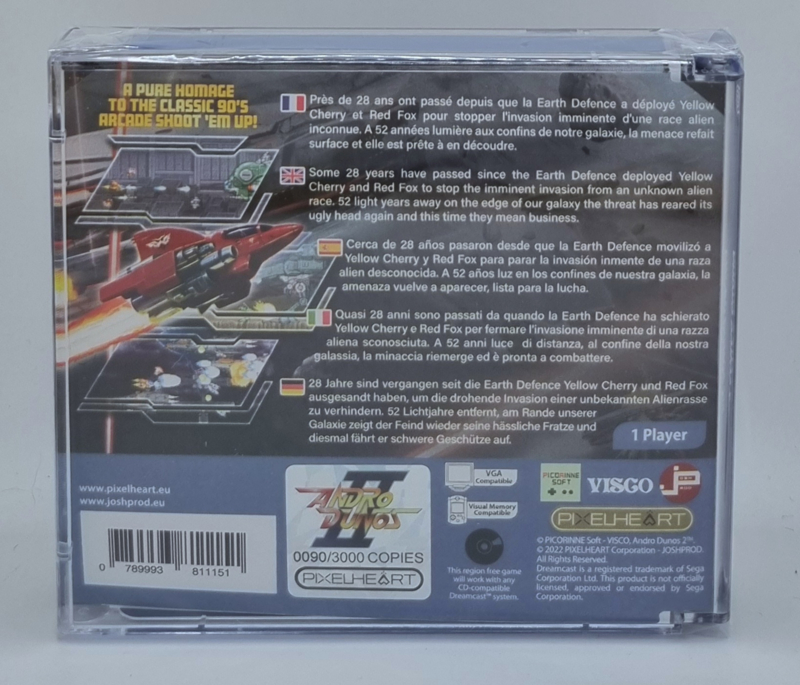 A PURE HOMAGE
TO THE CLASSIC 90'S
ARCADE SHOOT 'EM UP!
Près de 28 ans ont passé depuis que la Earth Defence a déployé Yellow
Cherry et Red Fox pour stopper l'invasion imminente d'une race alien
inconnue. A 52 années lumière aux confins de notre galaxie, la menace refait
surface et elle est prête à en découdre.
Some 28 years have passed since the Earth Defence deployed Yellow
Cherry and Red Fox to stop the imminent invasion from an unknown alien
race. 52 light years away on the edge of our galaxy the threat has reared its
ugly head again and this time they mean business.
Cerca de 28 años pasaron desde que la Earth Defence movilizó a
Yellow Cherry y Red Fox para parar la invasión inmente de una raza
alien desconocida. A 52 años luz en los confines de nuestra galaxia, la
amenaza vuelve a aparecer, lista para la lucha.
Quasi 28 anni sono passati da quando la Earth Defence ha schierato
Yellow Cherry e Red Fox per fermare l'invasione imminente di una razza
aliena sconosciuta. A 52 anni luce di distanza, al confine della nostra
galassia, la minaccia riemerge ed è pronta a combattere.
28 Jahre sind vergangen seit die Earth Defence Yellow Cherry und Red Fox
ausgesandt haben, um die drohende Invasion einer unbekannten Alienrasse
zu verhindern. 52 Lichtjahre entfernt, am Rande unserer
Galaxie zeigt der Feind wieder seine hässliche Fratze und
diesmal fährt er schwere Geschütze auf.
1 Player
www.pixelheart.eu
www.joshprod.eu
0 789993 811151
ANDRO
DUNOS
II
0090/3000 COPIES
PIXELHEART
VGA
Compatible
Visual Memory
Compatible
This region free game
will work with any
CD-compatible
Dreamcast™ system.
PICORINNE
SOFT
VISCO
PIXELHEART
© PICORINNE Soft - VISCO, Andro Dunos 2™.
© 2022 PIXELHEART Corporation - JOSHPROD.
All Rights Reserved.
Dreamcast is a registered trademark of Sega
Corporation Ltd. This product is not officially
licensed, approved or endorsed by Sega
Corporation.